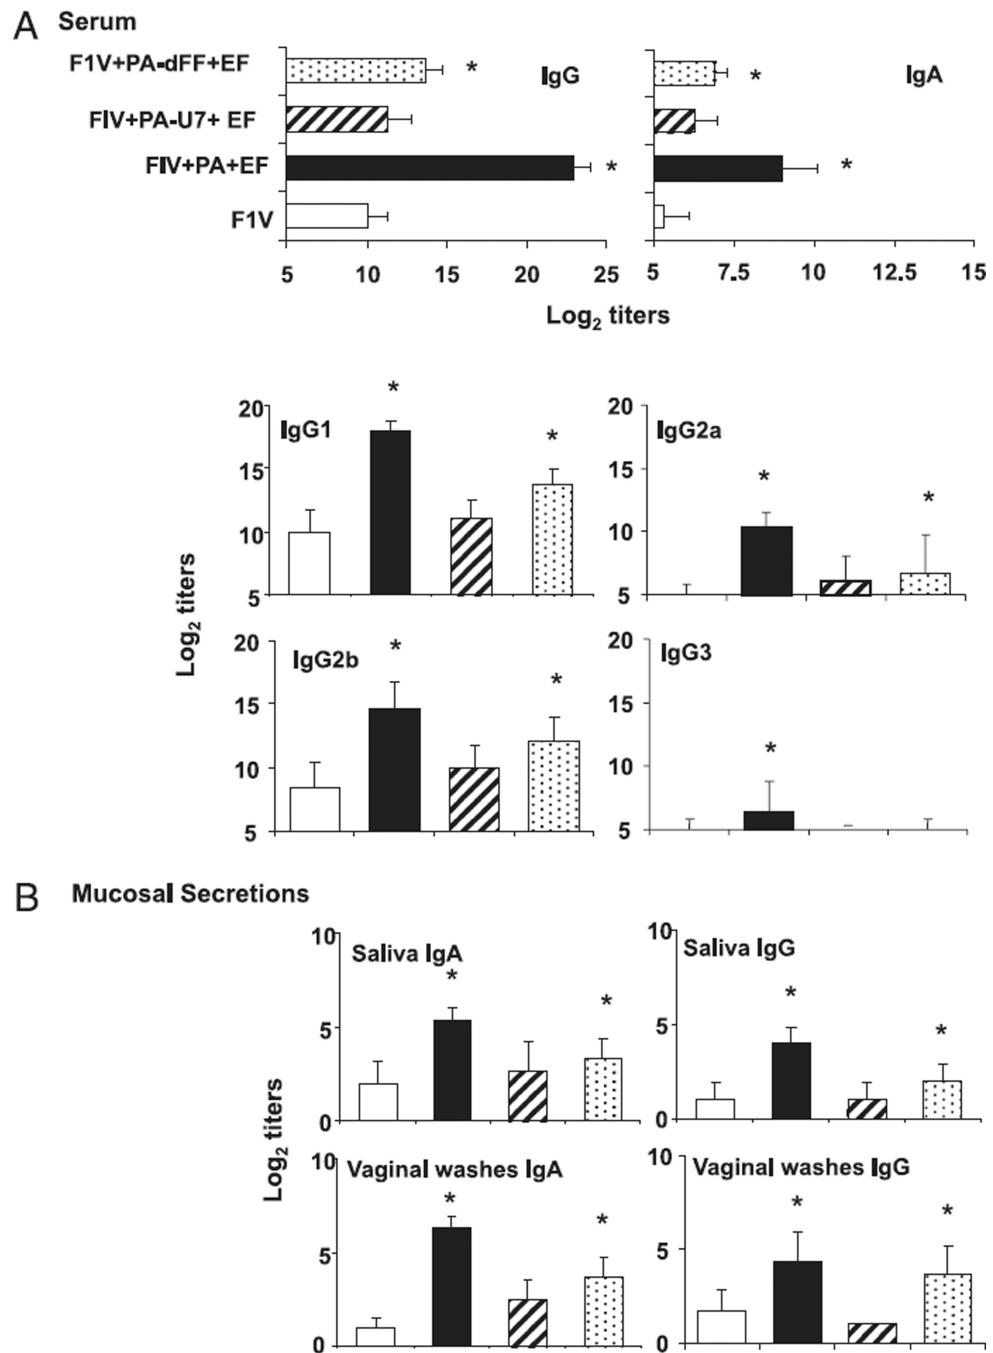 A Serum
F1V+PA-dFF+EF
IgG
IgA
*
*
FIV+PA-U7+ EF
FIV+PA+EF
*
*
F1V
5 10 15 20 25
5 7.5 10 12.5 15
Log2 titers
Log2 titers
20 IgG1 * *
15
10
5
20 IgG2a * *
15
10
5
20 IgG2b * *
15
10
5
20 IgG3 *
15
10
5
B Mucosal Secretions
Log2 titers
10 Saliva IgA * *
5
0
10 Saliva IgG * *
5
0
10 Vaginal washes IgA * *
5
0
10 Vaginal washes IgG * *
5
0